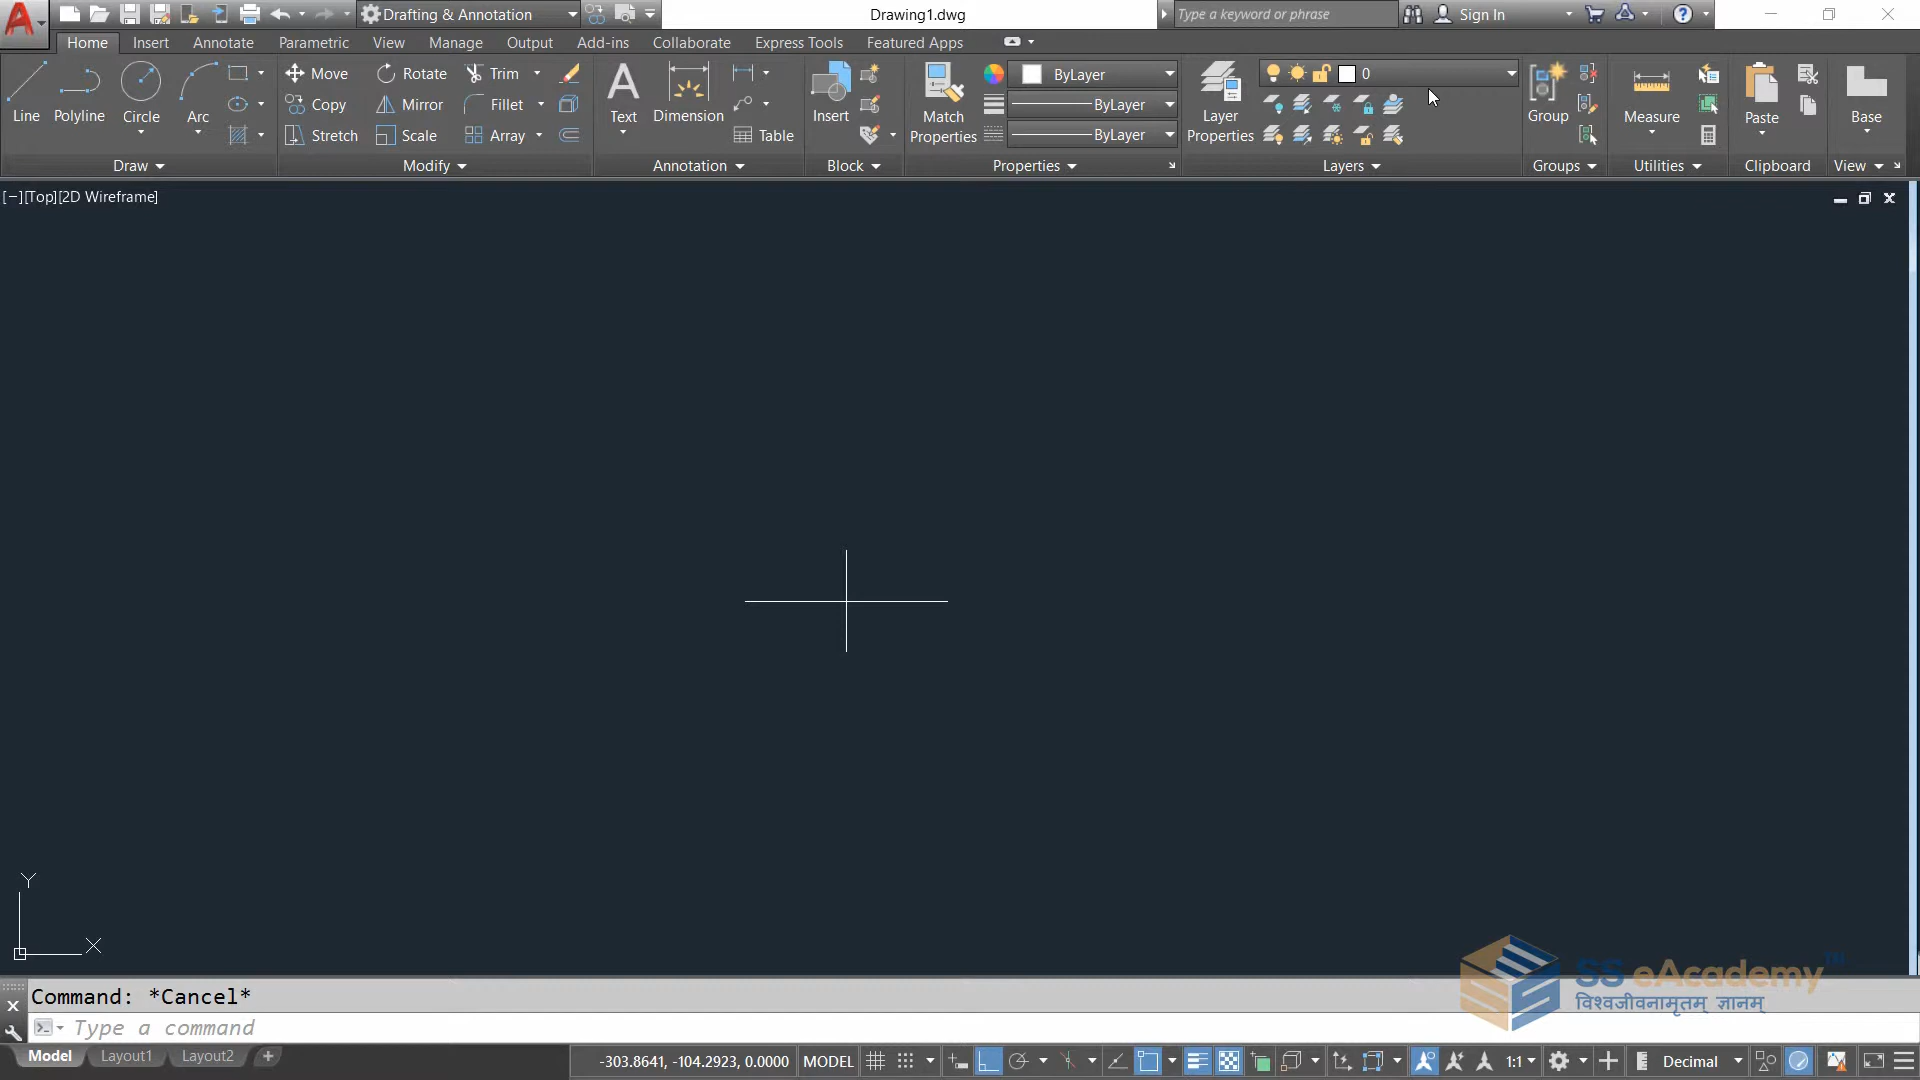 Drafting & Annotation
Drawing1.dwg
Type a keyword or phrase
Sign In
Home Insert Annotate Parametric View Manage Output Add-ins Collaborate Express Tools Featured Apps
Line Polyline Circle Arc
Move Rotate Trim
Copy Mirror Fillet
Stretch Scale Array
Text Dimension
Table
Insert
Match
Properties
ByLayer
ByLayer
ByLayer
Layer
Properties
0
Group
Measure
Paste
Base
Draw Modify Annotation Block Properties Layers Groups Utilities Clipboard View
[−][Top][2D Wireframe]
Y
X
SS eAcademy™
विश्वजीवनामृतम् ज्ञानम्
Command: *Cancel*
Type a command
Model Layout1 Layout2 +
-303.8641, -104.2923, 0.0000 MODEL 1:1 Decimal